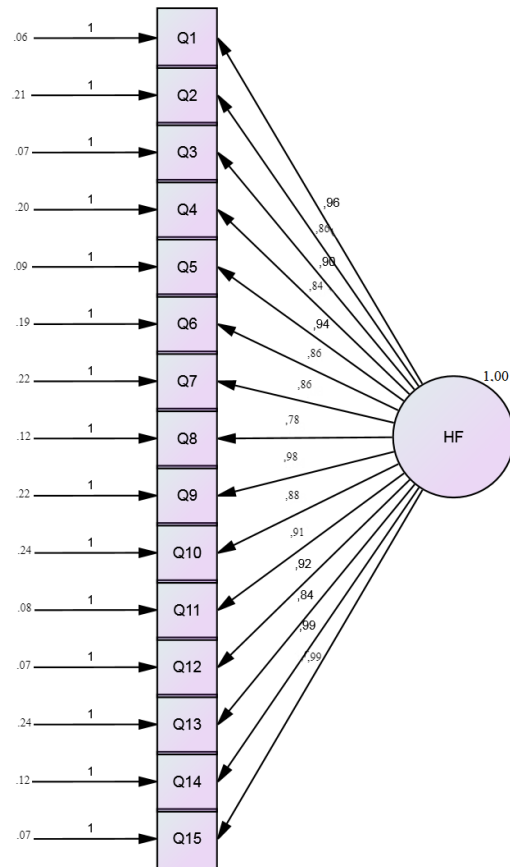 .06 1 Q1
.21 1 Q2
.07 1 Q3
.20 1 Q4
.09 1 Q5
.19 1 Q6
.22 1 Q7
.12 1 Q8
.22 1 Q9
.24 1 Q10
.08 1 Q11
.07 1 Q12
.24 1 Q13
.12 1 Q14
.07 1 Q15
,96
,86
,90
,84
,94
,86
,86
,78
,98
,88
,91
,92
,84
,99
,99
1.00
HF